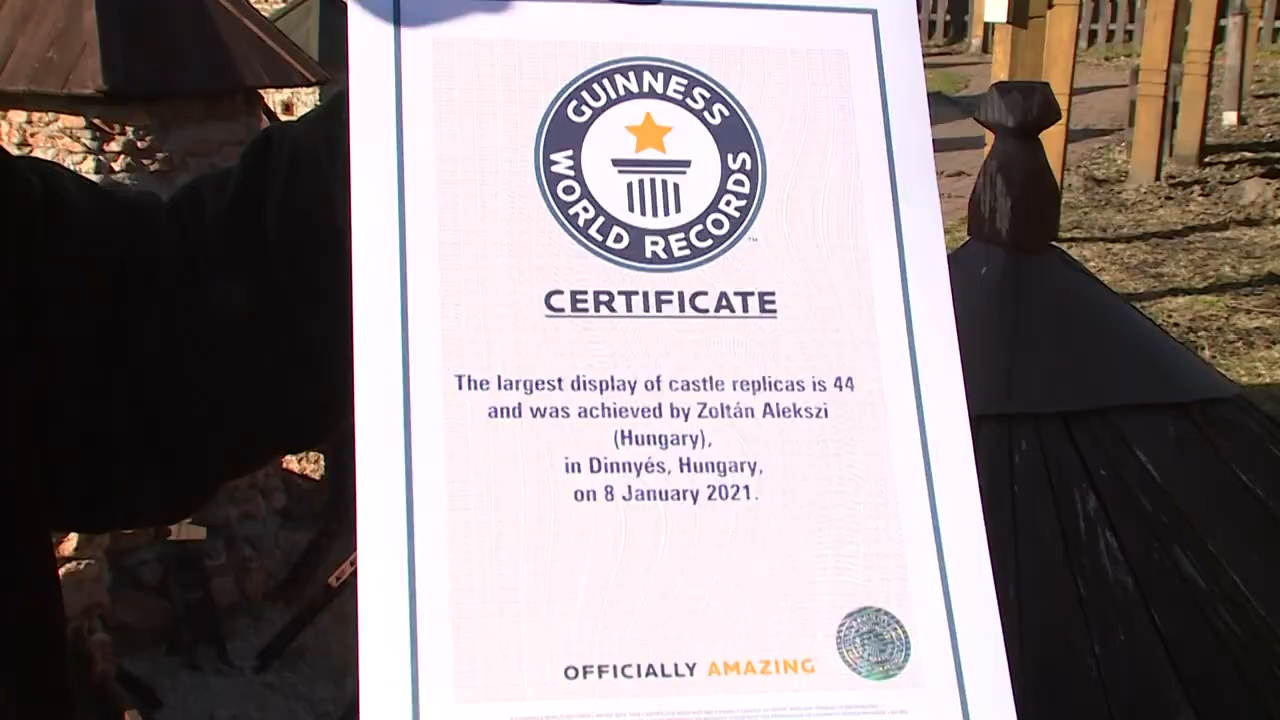 GUINNESS
WORLD RECORDS
™
CERTIFICATE
The largest display of castle replicas is 44
and was achieved by Zoltán Alekszi
(Hungary),
in Dinnyés, Hungary,
on 8 January 2021.
OFFICIALLY AMAZING